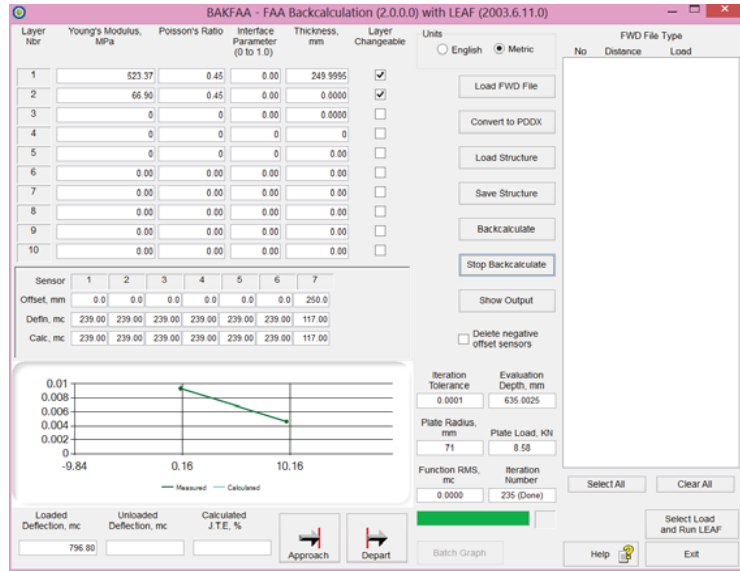 BAKFAA - FAA Backcalculation (2.0.0.0) with LEAF (2003.6.11.0)
Layer Nbr Young's Modulus, MPa Poisson's Ratio Interface Parameter (0 to 1.0) Thickness, mm Layer Changeable
1 523.37 0.45 0.00 249.9995
2 66.90 0.45 0.00 0.0000
3 0 0 0.00 0.0000
4 0 0 0 0
5 0 0 0 0.00
6 0.00 0.00 0.00 0.00
7 0.00 0.00 0.00 0.00
8 0.00 0.00 0.00 0.00
9 0.00 0.00 0.00 0.00
10 0.00 0.00 0.00 0.00
Sensor 1 2 3 4 5 6 7
Offset, mm 0.0 0.0 0.0 0.0 0.0 0.0 250.0
Defln, mc 239.00 239.00 239.00 239.00 239.00 239.00 117.00
Calc, mc 239.00 239.00 239.00 239.00 239.00 239.00 117.00
0.01
0.008
0.006
0.004
0.002
0
-9.84 0.16 10.16
Measured Calculated
Loaded Deflection, mc Unloaded Deflection, mc Calculated J.T.E, %
796.80
Approach
Depart
Units
English Metric
Load FWD File
Convert to PDDX
Load Structure
Save Structure
Backcalculate
Stop Backcalculate
Show Output
Delete negative
offset sensors
Iteration Tolerance Evaluation Depth, mm
0.0001 635.0025
Plate Radius, mm Plate Load, KN
71 8.58
Function RMS, mc Iteration Number
0.0000 235 (Done)
Batch Graph
FWD File Type
No Distance Load
Select All Clear All
Select Load
and Run LEAF
Help Exit